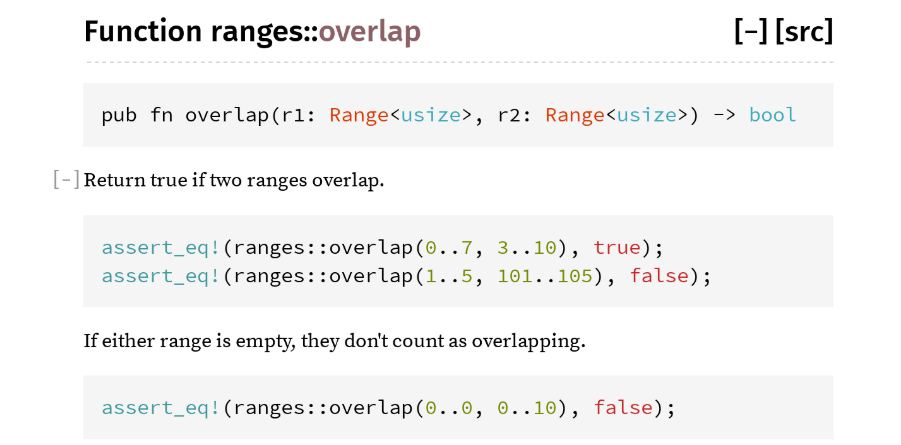 Function ranges::overlap [−] [src]
pub fn overlap(r1: Range<usize>, r2: Range<usize>) -> bool
[−] Return true if two ranges overlap.
assert_eq!(ranges::overlap(0..7, 3..10), true);
assert_eq!(ranges::overlap(1..5, 101..105), false);
If either range is empty, they don't count as overlapping.
assert_eq!(ranges::overlap(0..0, 0..10), false);